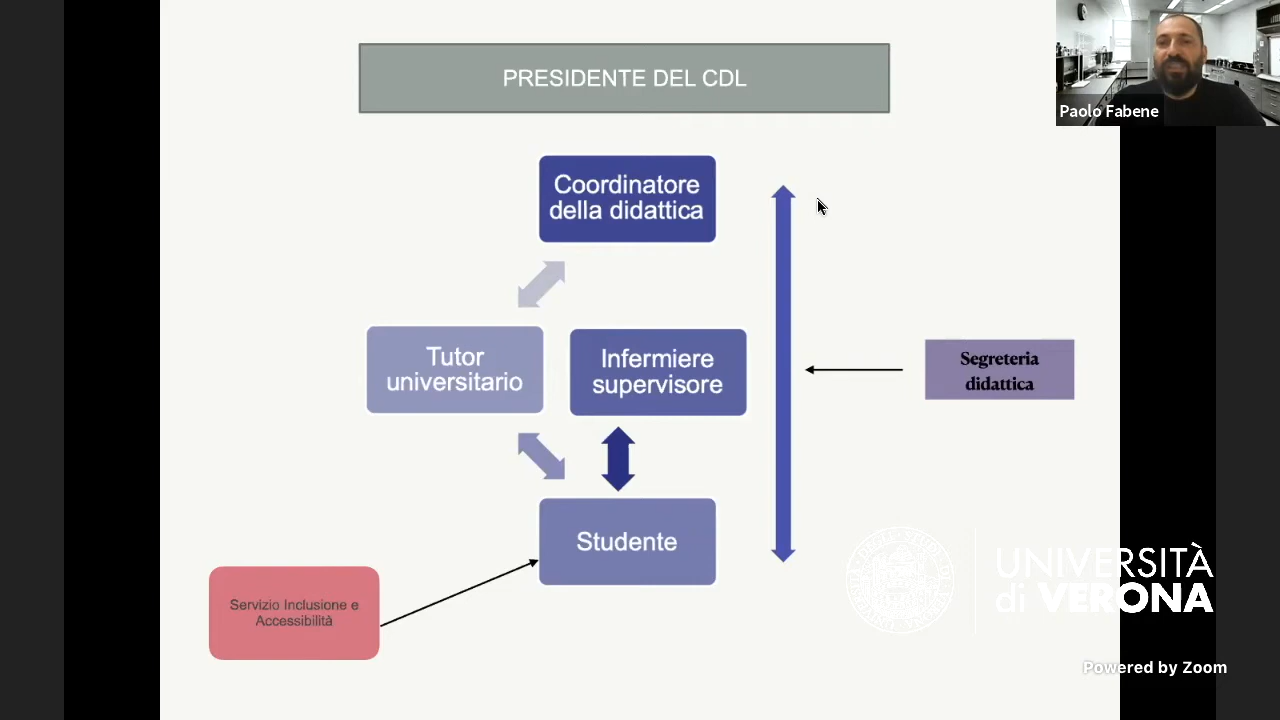 PRESIDENTE DEL CDL
Paolo Fabene
Coordinatore
della didattica
Tutor
universitario
Infermiere
supervisore
Segreteria
didattica
Studente
Servizio Inclusione e
Accessibilità
UNIVERSITÀ
di VERONA
Powered by Zoom